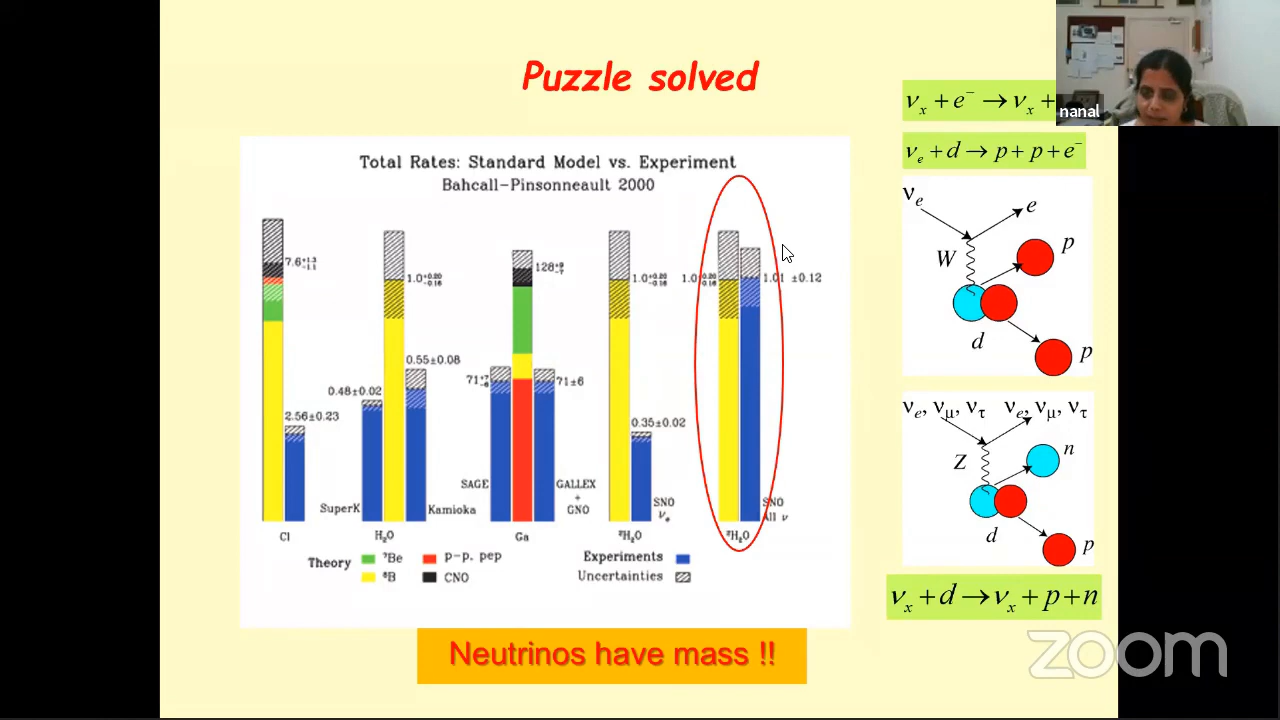 Puzzle solved
νx + e⁻ → νx +
nanal
νe + d → p + p + e⁻
Total Rates: Standard Model vs. Experiment
Bahcall–Pinsonneault 2000
7.6+1.3−1.1
1.0+0.20−0.16
128+9−7
1.0+0.20−0.16
1.0+0.20−0.16
1.01 ±0.12
0.48±0.02
0.55±0.08
2.56±0.23
71+7−6
71±6
0.35±0.02
SuperK
Kamioka
SAGE
GALLEX
+
GNO
SNO
νe
SNO
All ν
Cl
H2O
Ga
²H2O
²H2O
Theory
⁷Be
p–p, pep
⁸B
CNO
Experiments
Uncertainties
νe
e
W
p
d
p
νe, νμ, ντ νe, νμ, ντ
Z
n
d
p
νx + d → νx + p + n
Neutrinos have mass !!
zoom